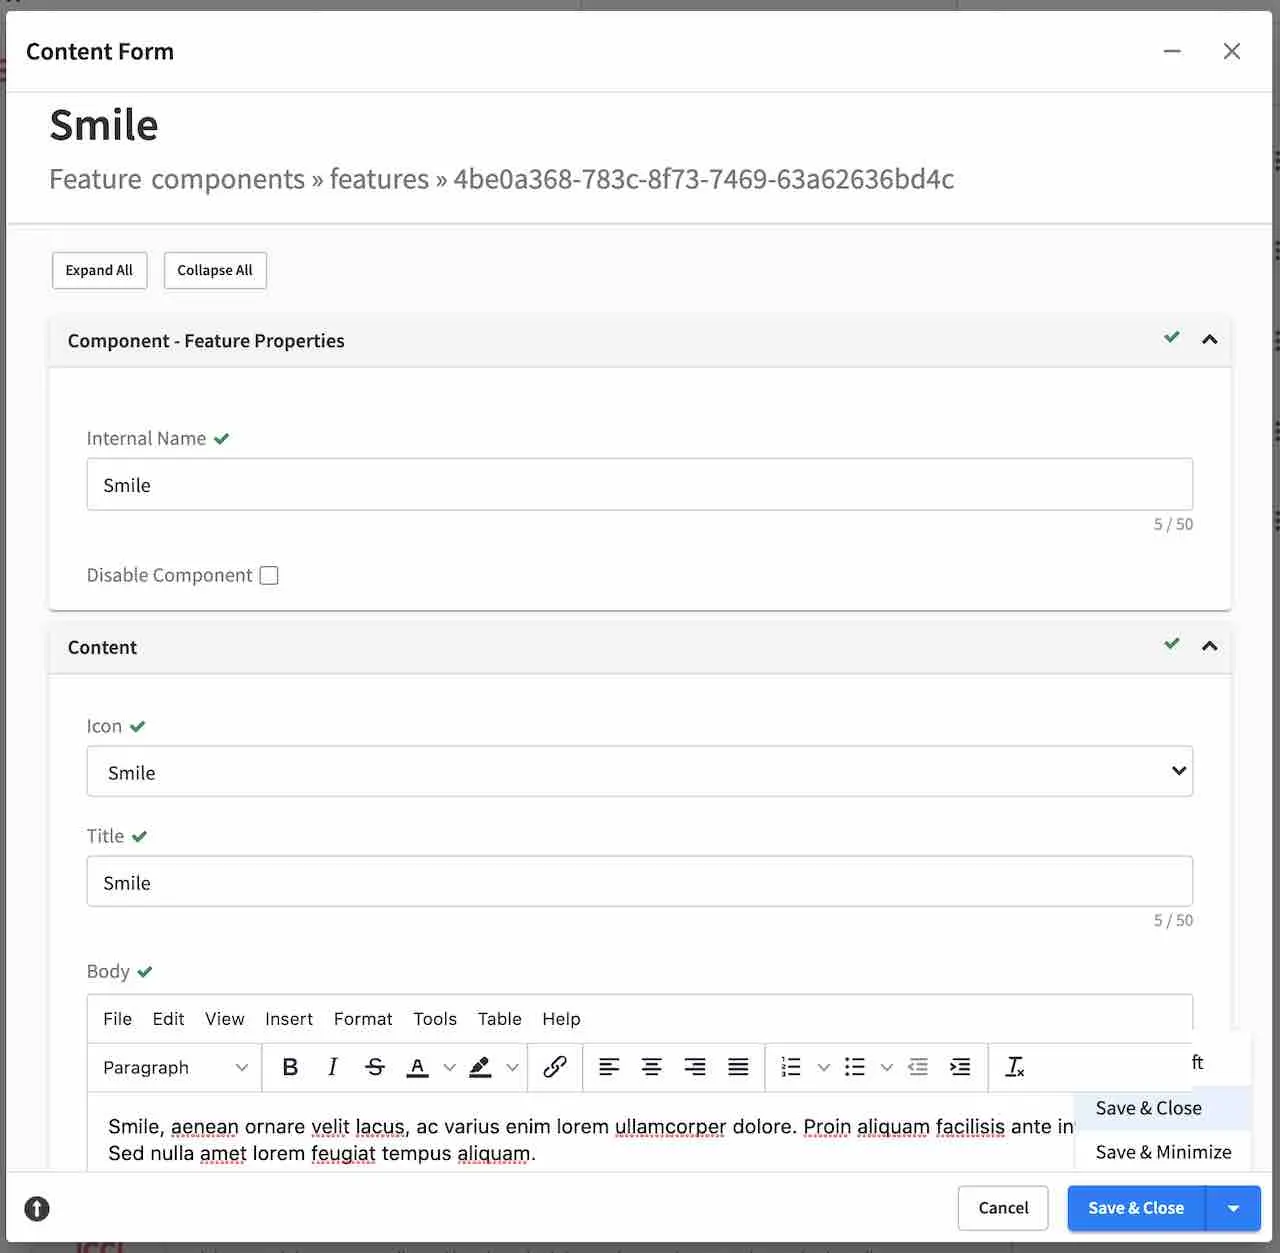 Content Form
Smile
Feature components » features » 4be0a368-783c-8f73-7469-63a62636bd4c
Expand All Collapse All
Component - Feature Properties
Internal Name
Smile
5 / 50
Disable Component
Content
Icon
Smile
Title
Smile
5 / 50
Body
File Edit View Insert Format Tools Table Help
Paragraph B I S A
ft
Smile, aenean ornare velit lacus, ac varius enim lorem ullamcorper dolore. Proin aliquam facilisis ante in
Sed nulla amet lorem feugiat tempus aliquam.
Save & Close
Save & Minimize
Cancel Save & Close